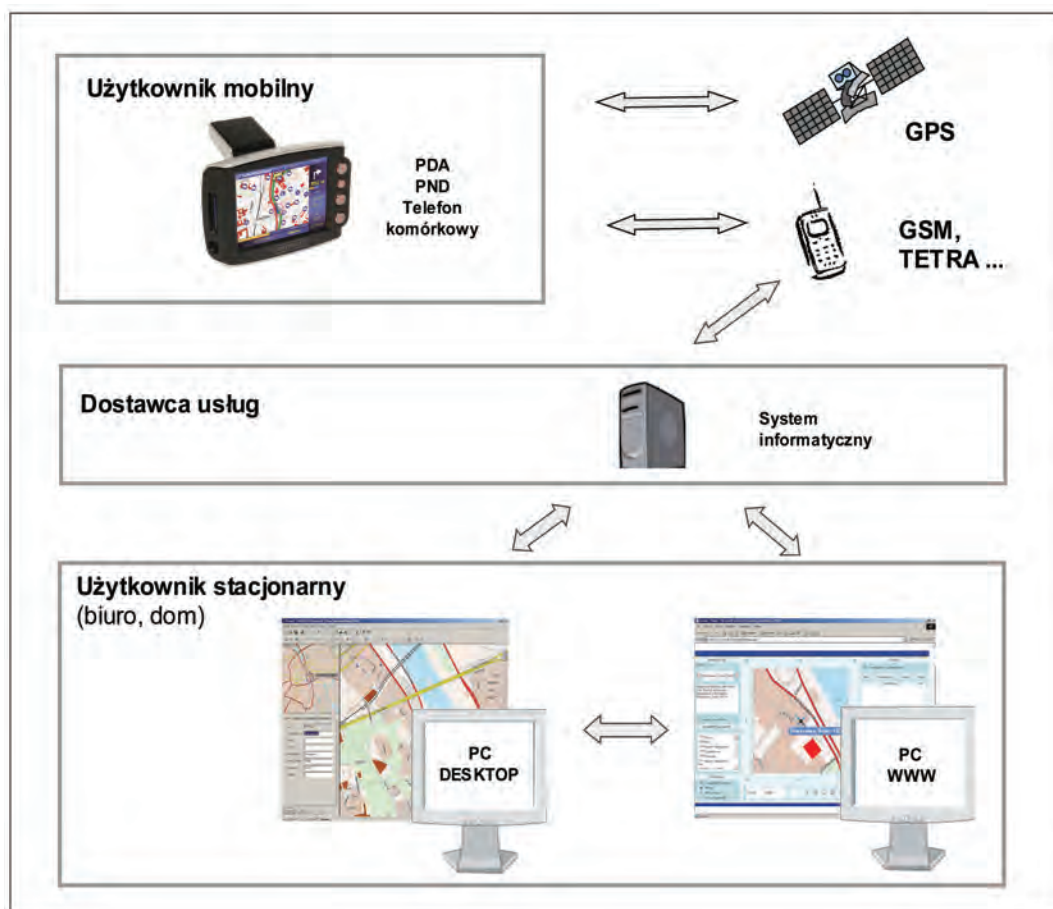 Użytkownik mobilny
PDA
PND
Telefon
komórkowy
GPS
GSM,
TETRA ...
Dostawca usług
System
informatyczny
Użytkownik stacjonarny
(biuro, dom)
PC
DESKTOP
PC
WWW